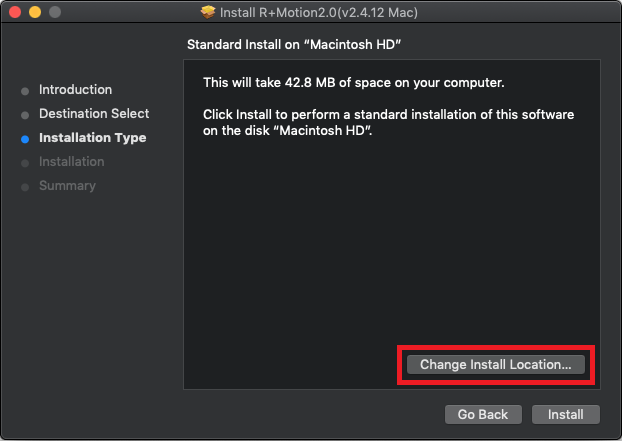 Install R+Motion2.0(v2.4.12 Mac)
Standard Install on “Macintosh HD”
Introduction
Destination Select
Installation Type
Installation
Summary
This will take 42.8 MB of space on your computer.
Click Install to perform a standard installation of this software
on the disk “Macintosh HD”.
Change Install Location...
Go Back
Install